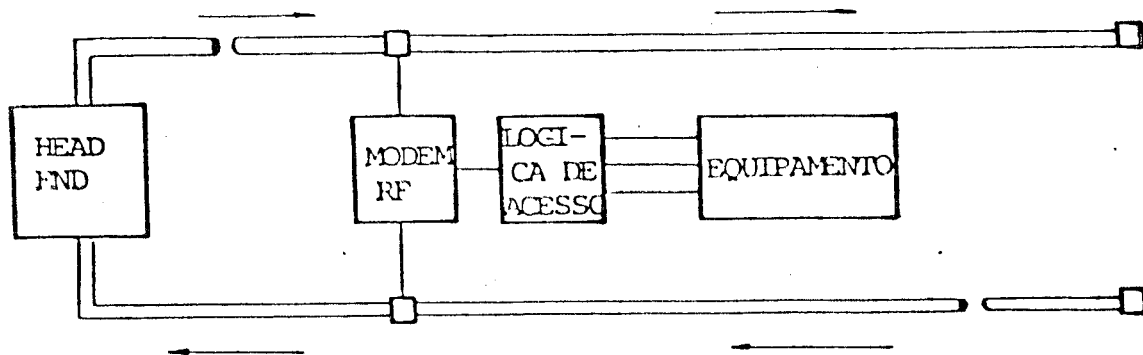 HEAD
END
MODEM
RF
LOGI-
CA DE
ACESSO
EQUIPAMENTO